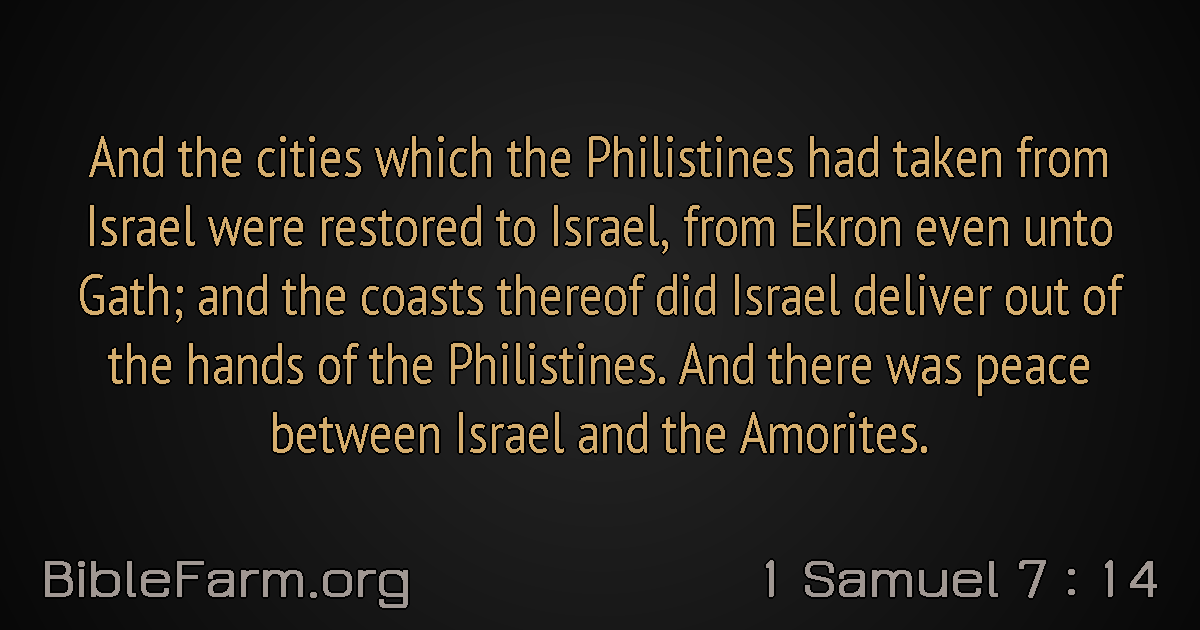 And the cities which the Philistines had taken from
Israel were restored to Israel, from Ekron even unto
Gath; and the coasts thereof did Israel deliver out of
the hands of the Philistines. And there was peace
between Israel and the Amorites.
BibleFarm.org
1 Samuel 7 : 14